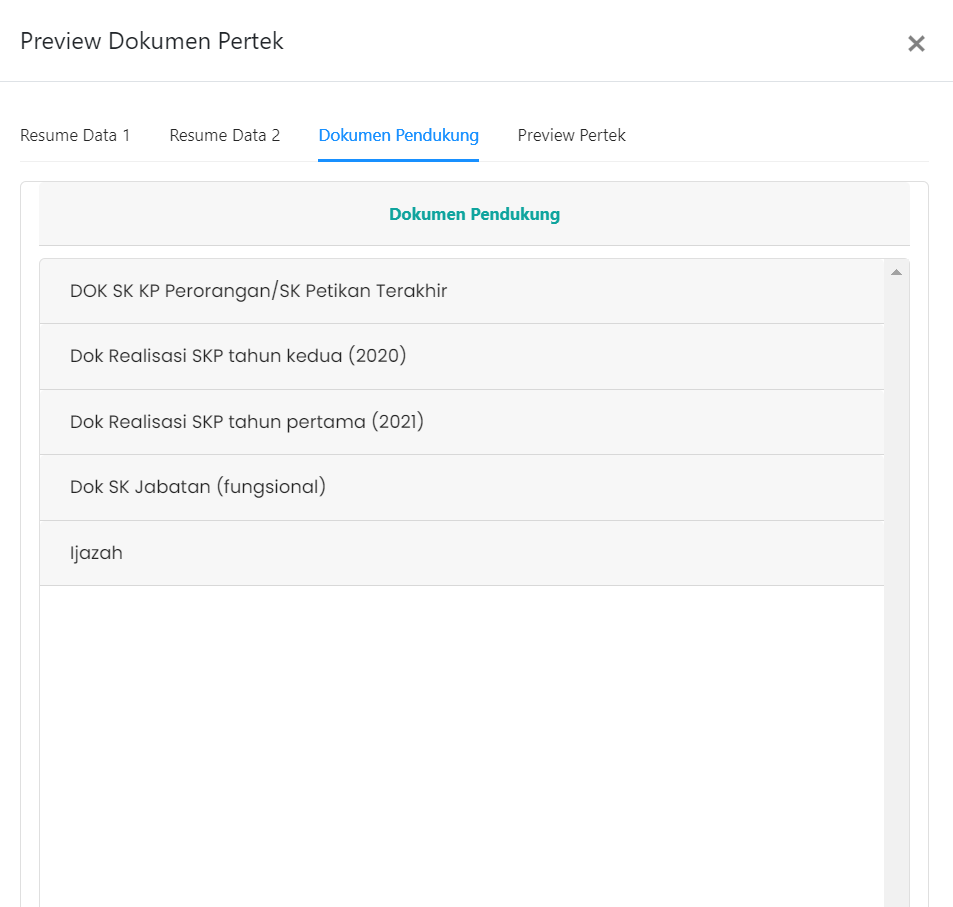 Preview Dokumen Pertek
Resume Data 1 Resume Data 2 Dokumen Pendukung Preview Pertek
Dokumen Pendukung
DOK SK KP Perorangan/SK Petikan Terakhir
Dok Realisasi SKP tahun kedua (2020)
Dok Realisasi SKP tahun pertama (2021)
Dok SK Jabatan (fungsional)
Ijazah